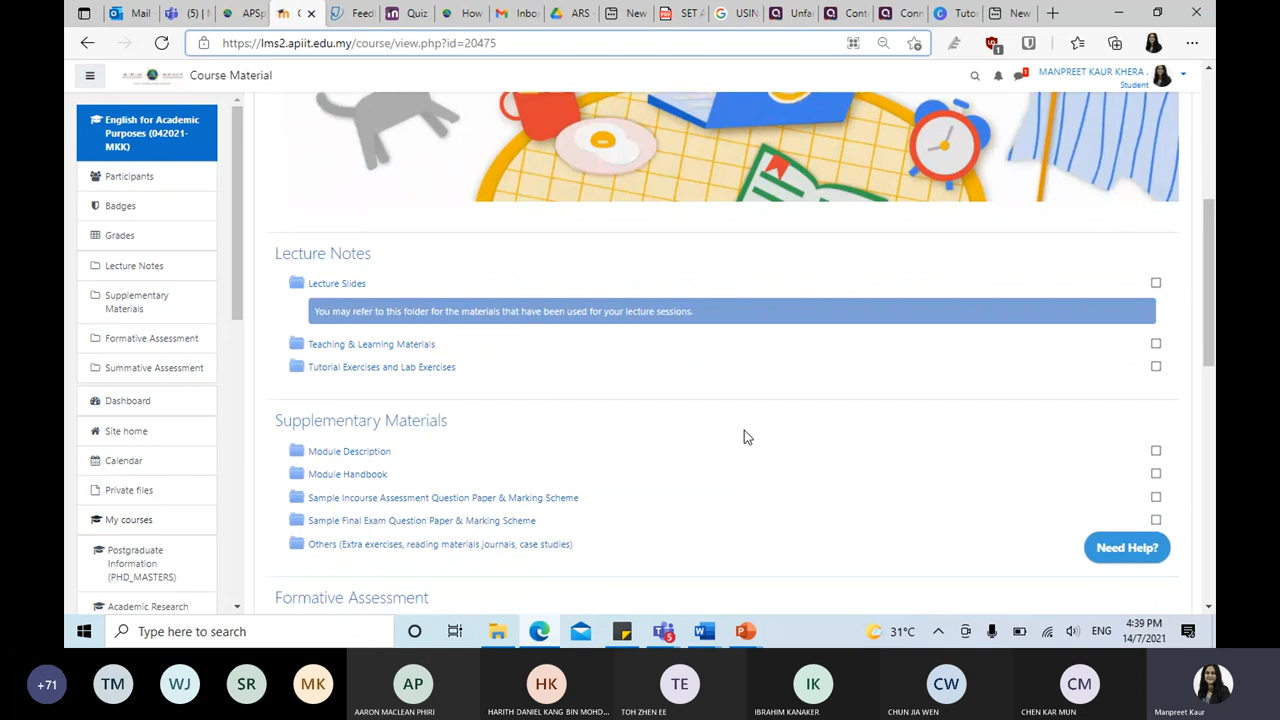 Mail
(5)
APSp
C
Feed
Quiz
How
Inbo
ARS
New
SET A
USIN
Unfa
Cont
Conn
Tuto
New
https://lms2.apiit.edu.my/course/view.php?id=20475
1
Course Material
1
MANPREET KAUR KHERA .
Student
English for Academic
Purposes (042021-
MKK)
Participants
Badges
Grades
Lecture Notes
Supplementary
Materials
Formative Assessment
Summative Assessment
Dashboard
Site home
Calendar
Private files
My courses
Postgraduate
Information
(PHD_MASTERS)
Academic Research
Lecture Notes
Lecture Slides
You may refer to this folder for the materials that have been used for your lecture sessions.
Teaching & Learning Materials
Tutorial Exercises and Lab Exercises
Supplementary Materials
Module Description
Module Handbook
Sample Incourse Assessment Question Paper & Marking Scheme
Sample Final Exam Question Paper & Marking Scheme
Others (Extra exercises, reading materials journals, case studies)
Need Help?
Formative Assessment
Type here to search
5
31°C
ENG
4:39 PM
14/7/2021
+71
TM
WJ
SR
MK
AP
HK
TE
IK
CW
CM
AARON MACLEAN PHIRI
HARITH DANIEL KANG BIN MOHD...
TOH ZHEN EE
IBRAHIM KANAKER
CHUN JIA WEN
CHEN KAR MUN
Manpreet Kaur